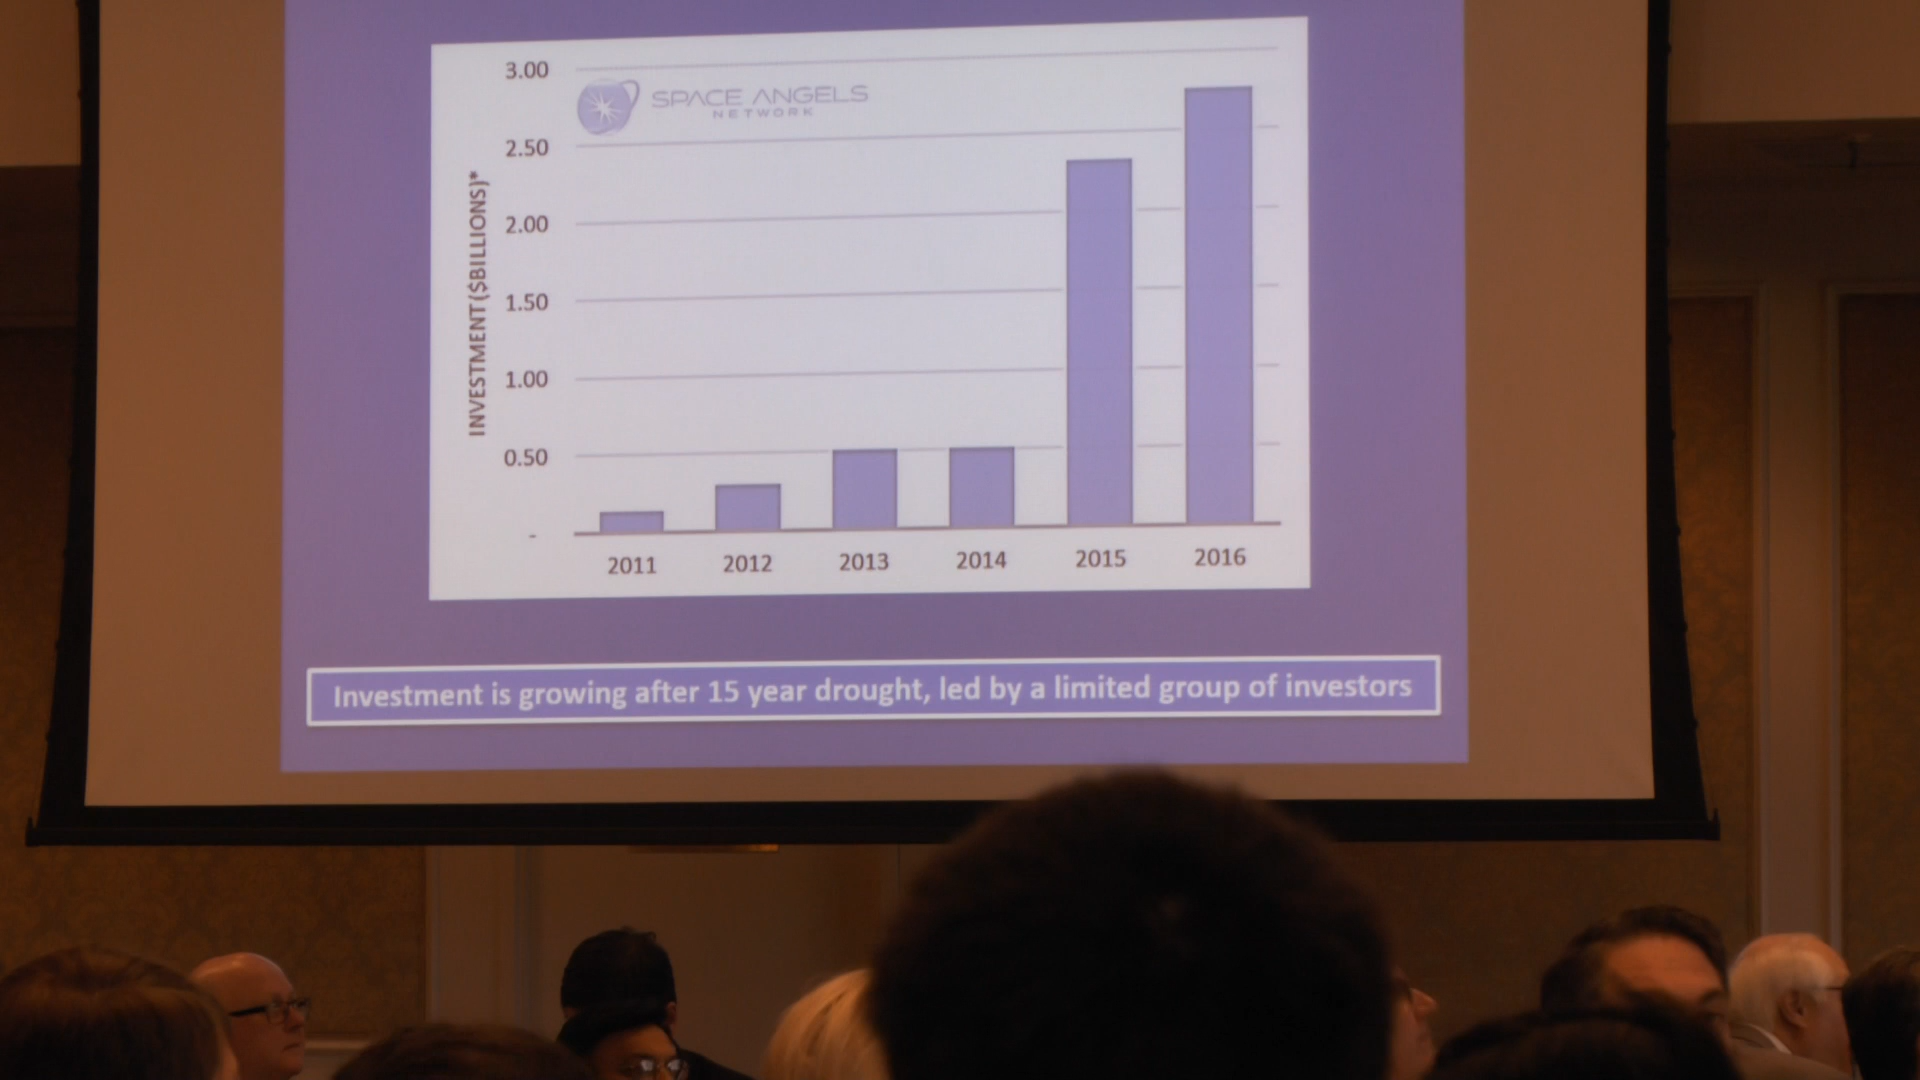 3.00
SPACE ANGELS
NETWORK
2.50
2.00
1.50
1.00
0.50
-
INVESTMENT ($BILLIONS)*
2011 2012 2013 2014 2015 2016
Investment is growing after 15 year drought, led by a limited group of investors